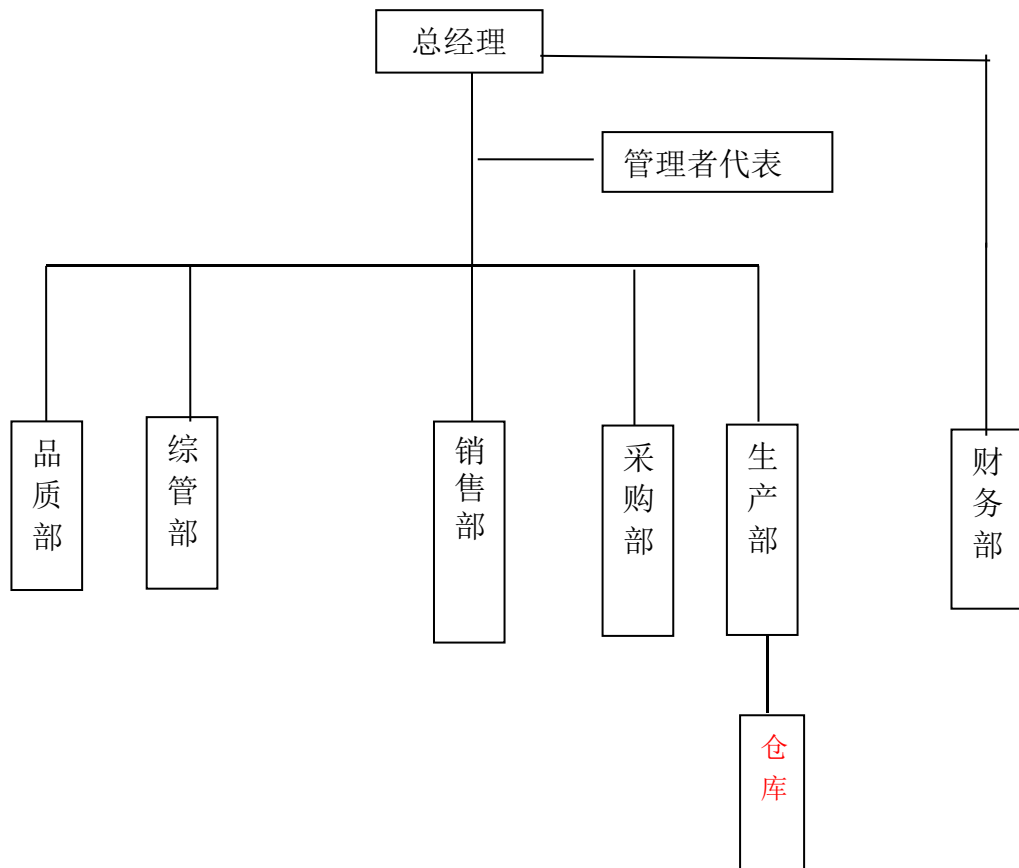 总经理
管理者代表
品质部
综管部
销售部
采购部
生产部
财务部
仓库